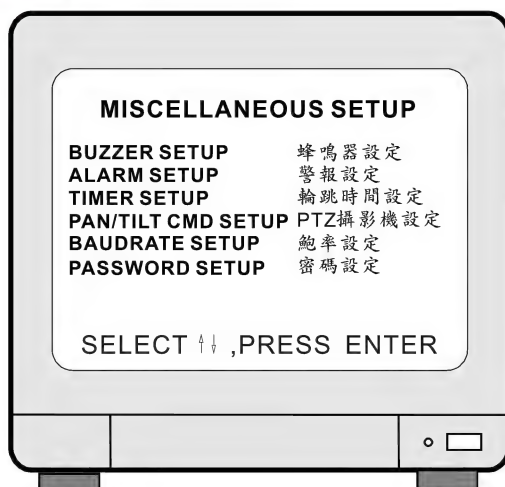 MISCELLANEOUS SETUP
BUZZER SETUP 蜂鳴器設定
ALARM SETUP 警報設定
TIMER SETUP 輪跳時間設定
PAN/TILT CMD SETUP PTZ攝影機設定
BAUDRATE SETUP 鮑率設定
PASSWORD SETUP 密碼設定
SELECT ↑↓ ,PRESS ENTER